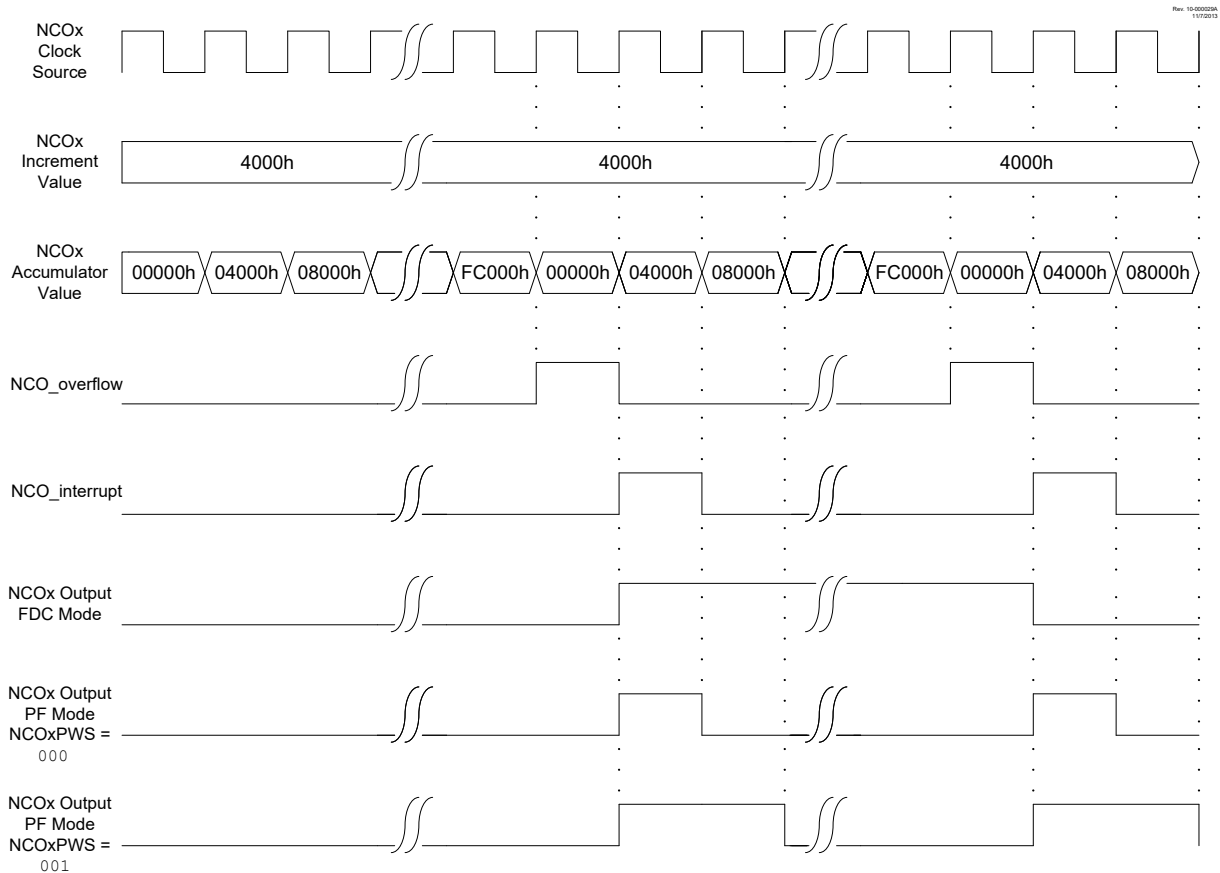 Rev. 10-000029A
11/7/2013
NCOx
Clock
Source
NCOx
Increment
Value
4000h 4000h 4000h
NCOx
Accumulator
Value
00000h 04000h 08000h FC000h 00000h 04000h 08000h FC000h 00000h 04000h 08000h
NCO_overflow
NCO_interrupt
NCOx Output
FDC Mode
NCOx Output
PF Mode
NCOxPWS =
000
NCOx Output
PF Mode
NCOxPWS =
001